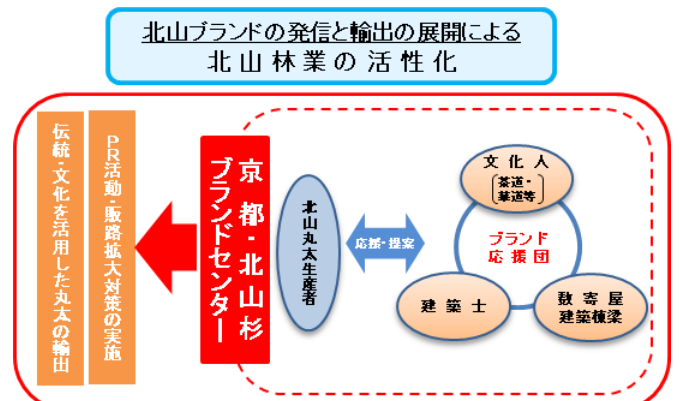 北山ブランドの発信と輸出の展開による
北山林業の活性化
伝統・文化を活用した丸太の輸出
PR活動・販路拡大対策の実施
京都・北山杉
ブランドセンター
北山丸太生産者
応援・提案
文化人
茶道・
華道等
ブランド
応援団
建築士
数寄屋
建築棟梁